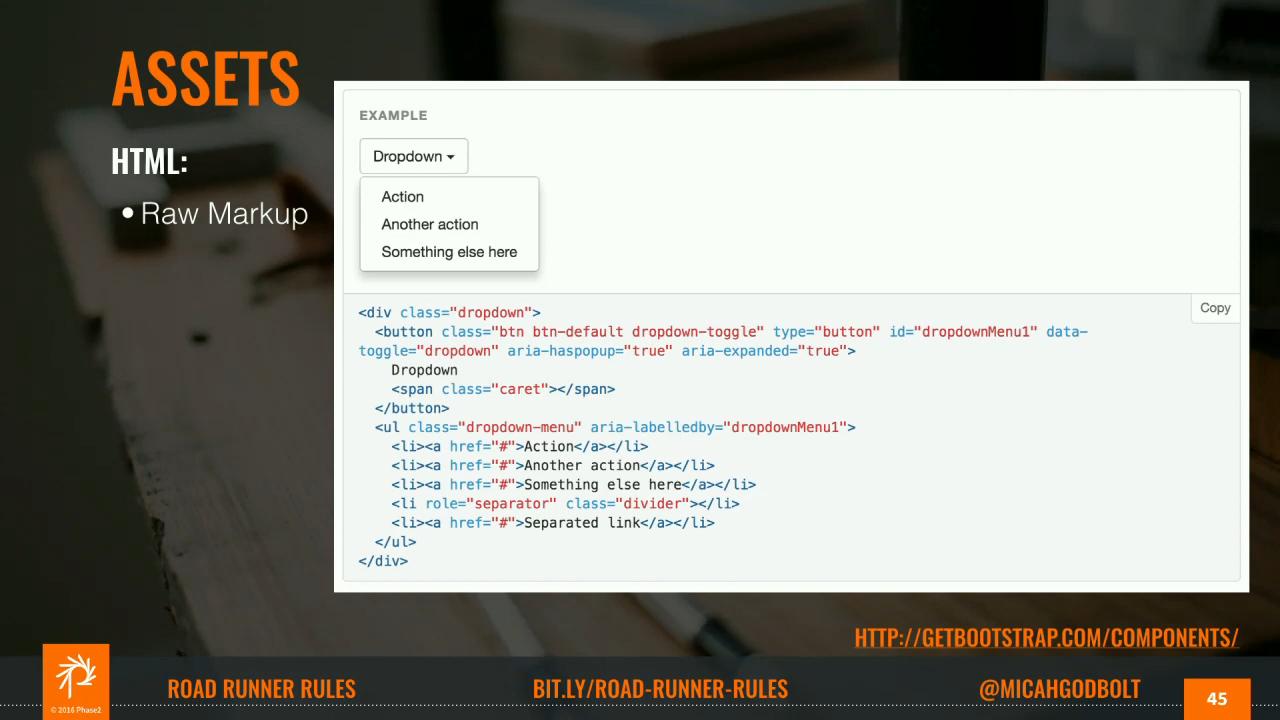 ASSETS
HTML:
• Raw Markup
EXAMPLE
Dropdown
Action
Another action
Something else here
Copy
<div class="dropdown">
  <button class="btn btn-default dropdown-toggle" type="button" id="dropdownMenu1" data-
toggle="dropdown" aria-haspopup="true" aria-expanded="true">
    Dropdown
    <span class="caret"></span>
  </button>
  <ul class="dropdown-menu" aria-labelledby="dropdownMenu1">
    <li><a href="#">Action</a></li>
    <li><a href="#">Another action</a></li>
    <li><a href="#">Something else here</a></li>
    <li role="separator" class="divider"></li>
    <li><a href="#">Separated link</a></li>
  </ul>
</div>
HTTP://GETBOOTSTRAP.COM/COMPONENTS/
© 2016 Phase2
ROAD RUNNER RULES
BIT.LY/ROAD-RUNNER-RULES
@MICAHGODBOLT
45